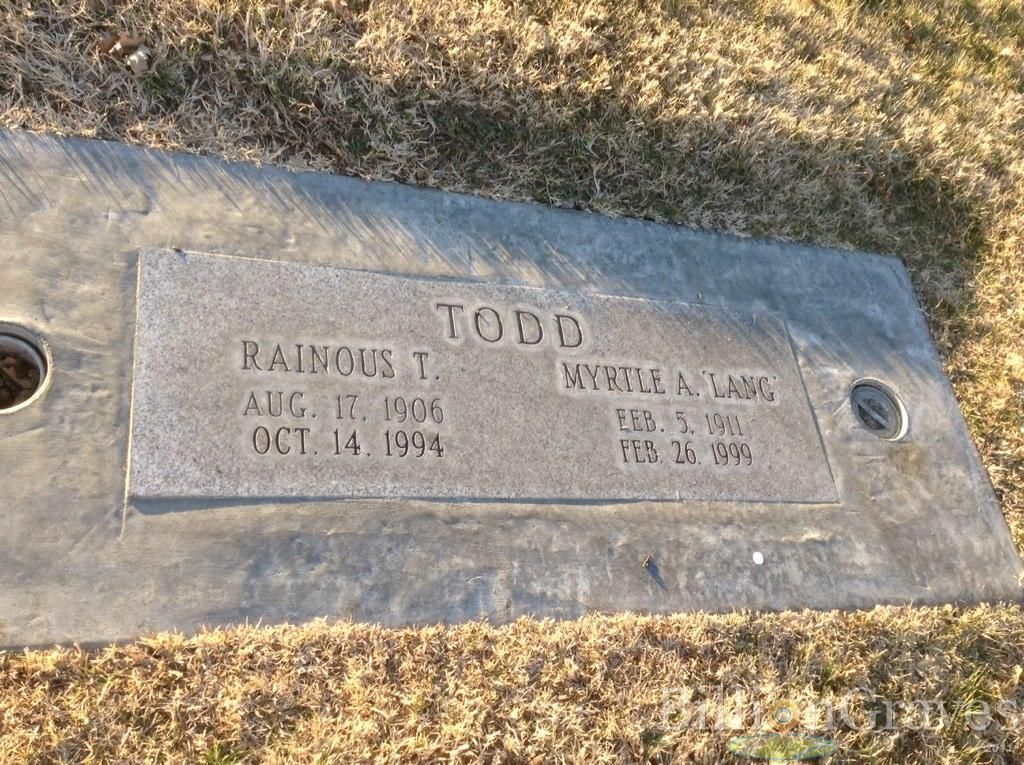 TODD
RAINOUS T.
AUG. 17, 1906
OCT. 14, 1994
MYRTLE A. 'LANG'
FEB. 5, 1911
FEB. 26, 1999
BillionGraves